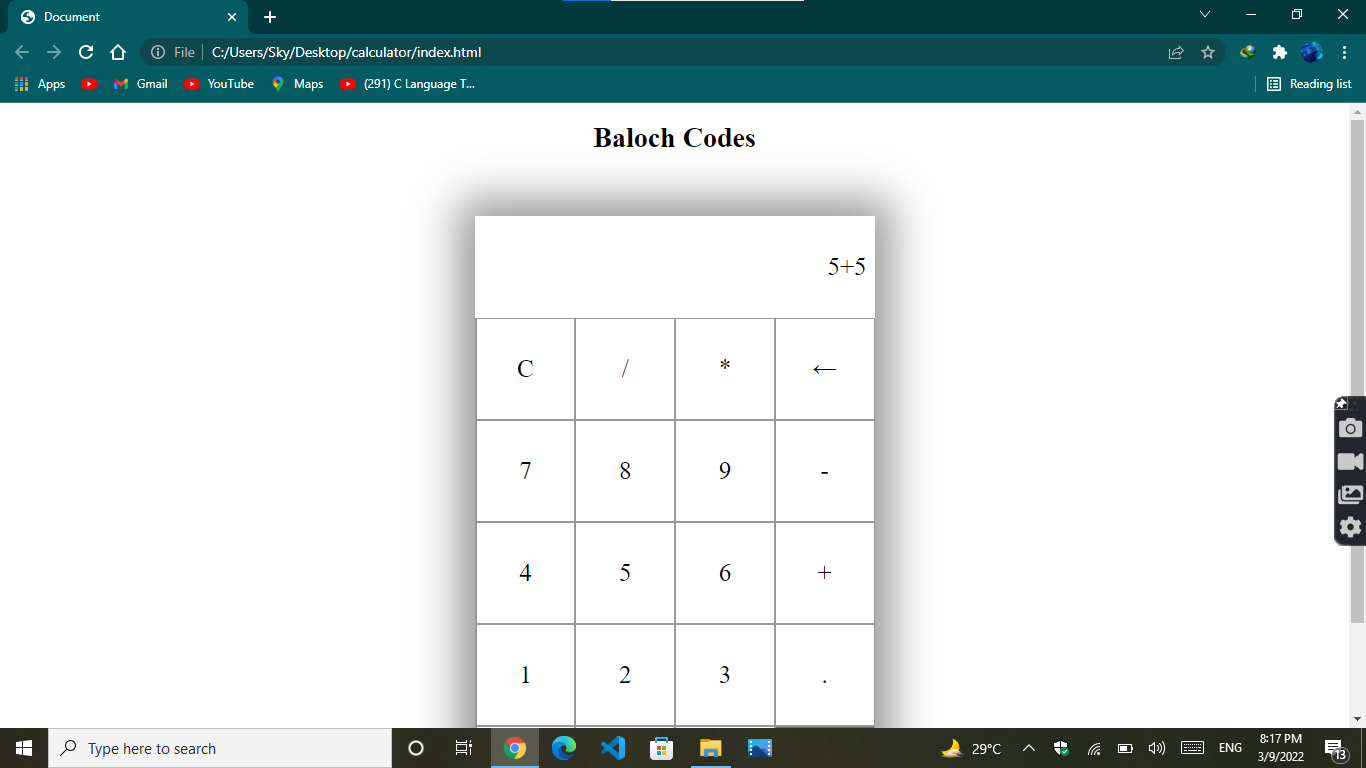 Document
File
C:/Users/Sky/Desktop/calculator/index.html
Apps
Gmail
YouTube
Maps
(291) C Language T...
Reading list
Baloch Codes
5+5
C / * ←
7 8 9 -
4 5 6 +
1 2 3 .
Type here to search
29°C
ENG
8:17 PM
3/9/2022
13